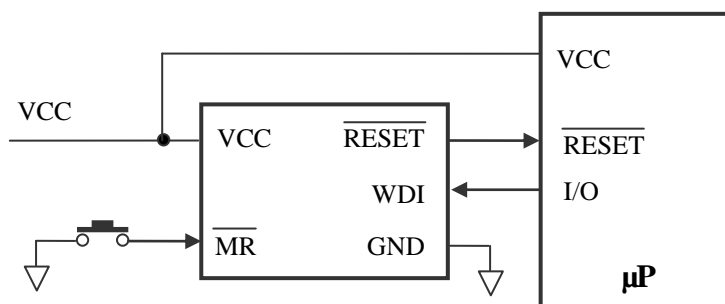 VCC
VCC
VCC
RESET
WDI
MR
GND
RESET
I/O
μP